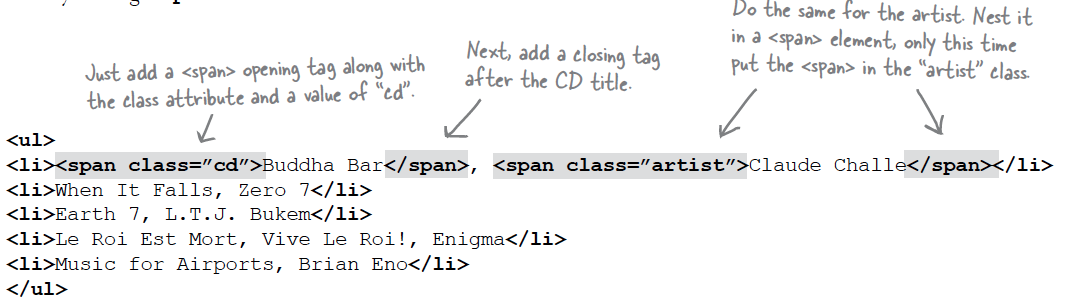 Do the same for the artist. Nest it
in a <span> element, only this time
put the <span> in the “artist” class.
Next, add a closing tag
after the CD title.
Just add a <span> opening tag along with
the class attribute and a value of “cd”.
<ul>
<li><span class=”cd”>Buddha Bar</span>, <span class=”artist”>Claude Challe</span></li>
<li>When It Falls, Zero 7</li>
<li>Earth 7, L.T.J. Bukem</li>
<li>Le Roi Est Mort, Vive Le Roi!, Enigma</li>
<li>Music for Airports, Brian Eno</li>
</ul>